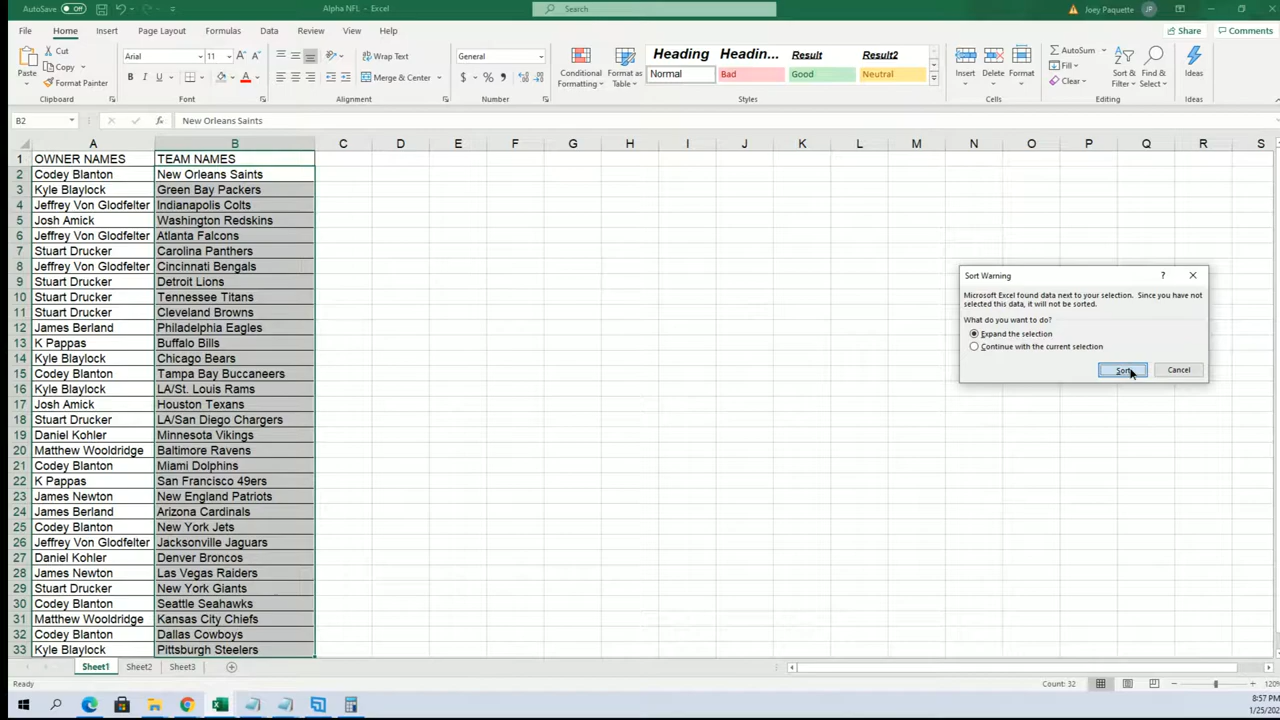 AutoSave Off Alpha NFL - Excel Search Joey Paquette JP
File Home Insert Page Layout Formulas Data Review View Help Share Comments
Paste Cut Copy Format Painter Clipboard
Arial 11 A A B I U A Font
Wrap Text Merge & Center Alignment
General $ % , Number
Conditional Formatting Format as Table
Heading Headin... Result Result2
Normal Bad Good Neutral
Styles
Insert Delete Format Cells
AutoSum Fill Clear Sort & Filter Find & Select Editing
Ideas Ideas
B2 fx New Orleans Saints
A B C D E F G H I J K L M N O P Q R S
1 OWNER NAMES TEAM NAMES
2 Codey Blanton New Orleans Saints
3 Kyle Blaylock Green Bay Packers
4 Jeffrey Von Glodfelter Indianapolis Colts
5 Josh Amick Washington Redskins
6 Jeffrey Von Glodfelter Atlanta Falcons
7 Stuart Drucker Carolina Panthers
8 Jeffrey Von Glodfelter Cincinnati Bengals
9 Stuart Drucker Detroit Lions
10 Stuart Drucker Tennessee Titans
11 Stuart Drucker Cleveland Browns
12 James Berland Philadelphia Eagles
13 K Pappas Buffalo Bills
14 Kyle Blaylock Chicago Bears
15 Codey Blanton Tampa Bay Buccaneers
16 Kyle Blaylock LA/St. Louis Rams
17 Josh Amick Houston Texans
18 Stuart Drucker LA/San Diego Chargers
19 Daniel Kohler Minnesota Vikings
20 Matthew Wooldridge Baltimore Ravens
21 Codey Blanton Miami Dolphins
22 K Pappas San Francisco 49ers
23 James Newton New England Patriots
24 James Berland Arizona Cardinals
25 Codey Blanton New York Jets
26 Jeffrey Von Glodfelter Jacksonville Jaguars
27 Daniel Kohler Denver Broncos
28 James Newton Las Vegas Raiders
29 Stuart Drucker New York Giants
30 Codey Blanton Seattle Seahawks
31 Matthew Wooldridge Kansas City Chiefs
32 Codey Blanton Dallas Cowboys
33 Kyle Blaylock Pittsburgh Steelers
Sort Warning ?
Microsoft Excel found data next to your selection. Since you have not
selected this data, it will not be sorted.
What do you want to do?
Expand the selection
Continue with the current selection
Sort Cancel
Sheet1 Sheet2 Sheet3
Ready Count: 32 120%
8:57 PM
1/25/202